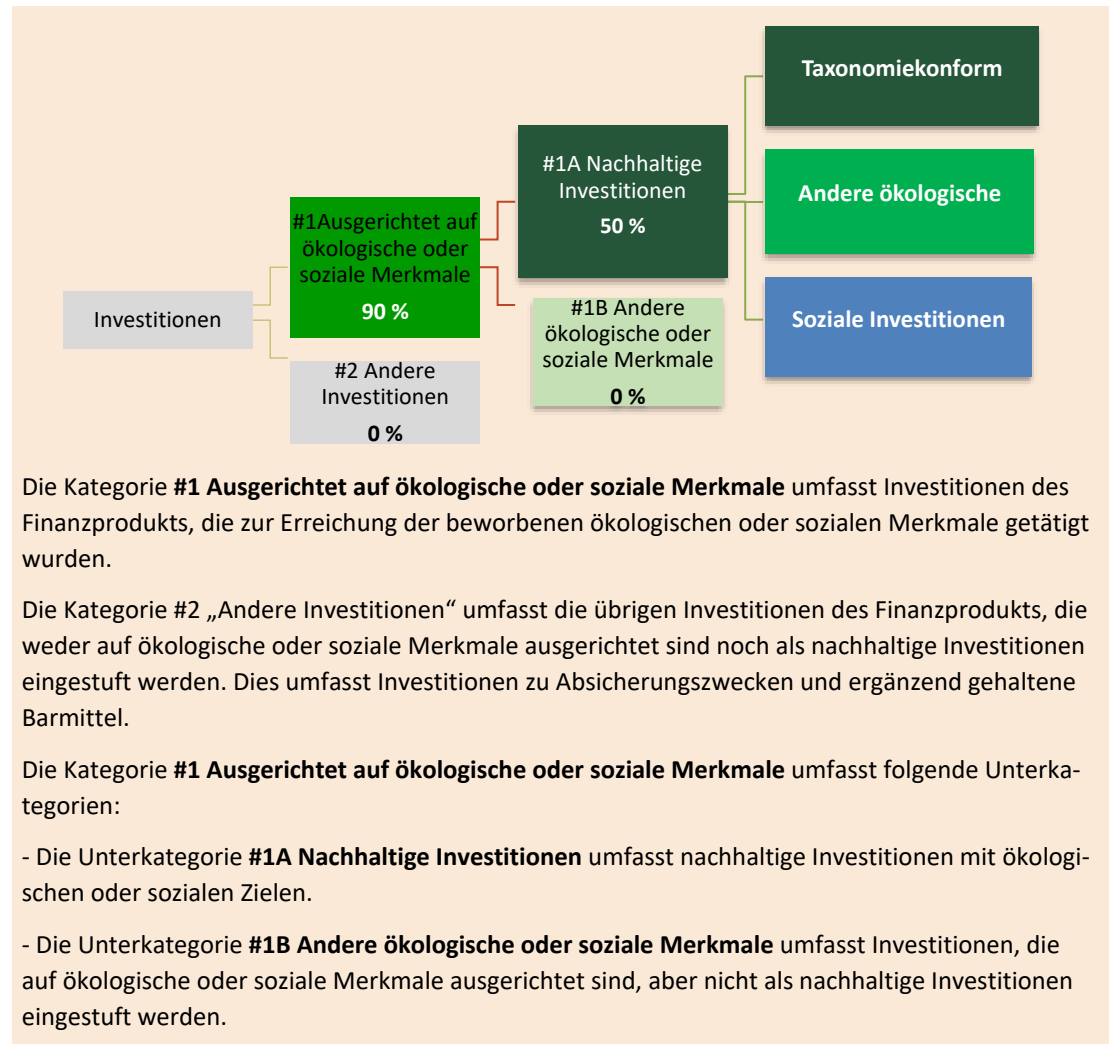 Taxonomiekonform
#1A Nachhaltige
Investitionen
50 %
Andere ökologische
#1Ausgerichtet auf
ökologische oder
soziale Merkmale
90 %
Investitionen
#1B Andere
ökologische oder
soziale Merkmale
0 %
Soziale Investitionen
#2 Andere
Investitionen
0 %
Die Kategorie #1 Ausgerichtet auf ökologische oder soziale Merkmale umfasst Investitionen des
Finanzprodukts, die zur Erreichung der beworbenen ökologischen oder sozialen Merkmale getätigt
wurden.
Die Kategorie #2 „Andere Investitionen“ umfasst die übrigen Investitionen des Finanzprodukts, die
weder auf ökologische oder soziale Merkmale ausgerichtet sind noch als nachhaltige Investitionen
eingestuft werden. Dies umfasst Investitionen zu Absicherungszwecken und ergänzend gehaltene
Barmittel.
Die Kategorie #1 Ausgerichtet auf ökologische oder soziale Merkmale umfasst folgende Unterka-
tegorien:
- Die Unterkategorie #1A Nachhaltige Investitionen umfasst nachhaltige Investitionen mit ökologi-
schen oder sozialen Zielen.
- Die Unterkategorie #1B Andere ökologische oder soziale Merkmale umfasst Investitionen, die
auf ökologische oder soziale Merkmale ausgerichtet sind, aber nicht als nachhaltige Investitionen
eingestuft werden.